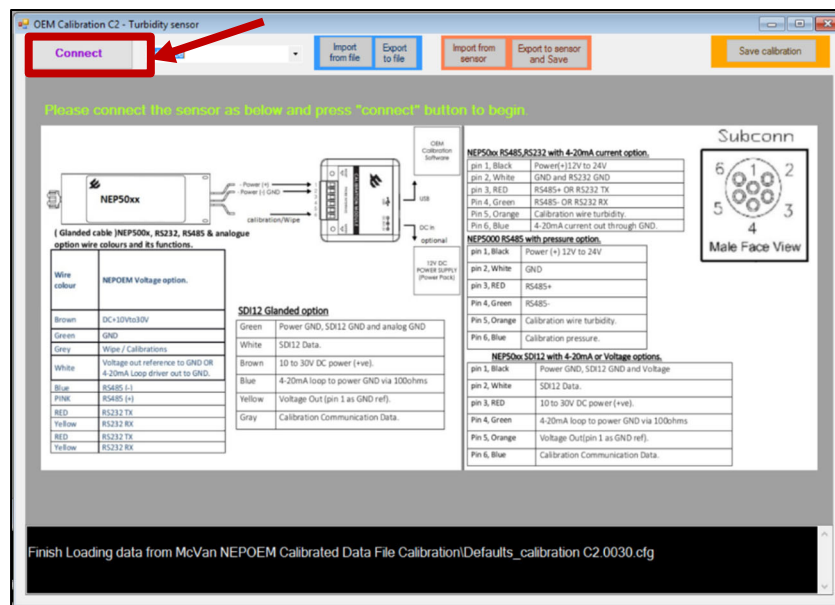 OEM Calibration C2 - Turbidity sensor
Connect
Import from file
Export to file
Import from sensor
Export to sensor and Save
Save calibration
Please connect the sensor as below and press "connect" button to begin.
NEP50xx
- Power (+)
- Power (-) GND
calibration/Wipe
CALIBRATION MODULE
OEM
Calibration
Software
USB
DC In
optional
12V DC
POWER SUPPLY
(Power Pack)
( Glanded cable )NEP500x, RS232, RS485 & analogue
option wire colours and its functions.
Wire colour NEPOEM Voltage option.
Brown DC+10Vto30V
Green GND
Grey Wipe / Calibrations
White Voltage out reference to GND OR 4-20mA Loop driver out to GND.
Blue RS485 (-)
PINK RS485 (+)
RED RS232 TX
Yellow RS232 RX
RED RS232 TX
Yellow RS232 RX
SDI12 Glanded option
Green Power GND, SDI12 GND and analog GND
White SDI12 Data.
Brown 10 to 30V DC power (+ve).
Blue 4-20mA loop to power GND via 100ohms
Yellow Voltage Out (pin 1 as GND ref).
Gray Calibration Communication Data.
NEP50xx RS485,RS232 with 4-20mA current option.
pin 1, Black Power(+)12V to 24V
pin 2, White GND and RS232 GND
pin 3, RED RS485+ OR RS232 TX
Pin 4, Green RS485- OR RS232 RX
Pin 5, Orange Calibration wire turbidity.
Pin 6, Blue 4-20mA current out through GND.
NEP5000 RS485 with pressure option.
pin 1, Black Power (+) 12V to 24V
pin 2, White GND
pin 3, RED RS485+
Pin 4, Green RS485-
Pin 5, Orange Calibration wire turbidity.
Pin 6, Blue Calibration pressure.
NEP50xx SDI12 with 4-20mA or Voltage options.
pin 1, Black Power GND, SDI12 GND and Voltage
pin 2, White SDI12 Data.
pin 3, RED 10 to 30V DC power (+ve).
Pin 4, Green 4-20mA loop to power GND via 100ohms
Pin 5, Orange Voltage Out(pin 1 as GND ref).
Pin 6, Blue Calibration Communication Data.
Subconn
6 1 2
5 3
4
Male Face View
Finish Loading data from McVan NEPOEM Calibrated Data File Calibration\Defaults_calibration C2.0030.cfg